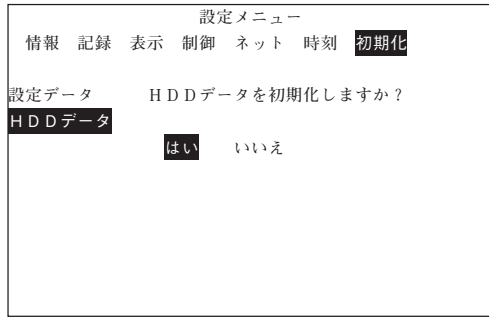 設定メニュー
情報 記録 表示 制御 ネット 時刻 初期化
設定データ ＨＤＤデータを初期化しますか？
ＨＤＤデータ
はい いいえ